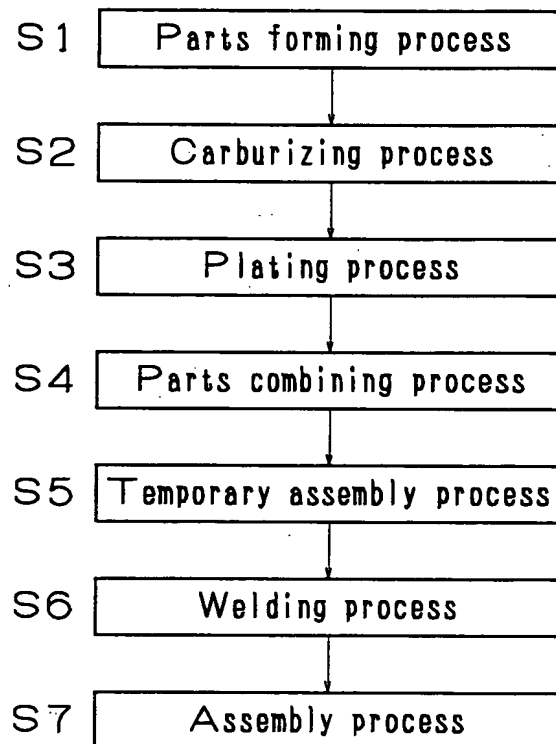 S1 Parts forming process
S2 Carburizing process
S3 Plating process
S4 Parts combining process
S5 Temporary assembly process
S6 Welding process
S7 Assembly process